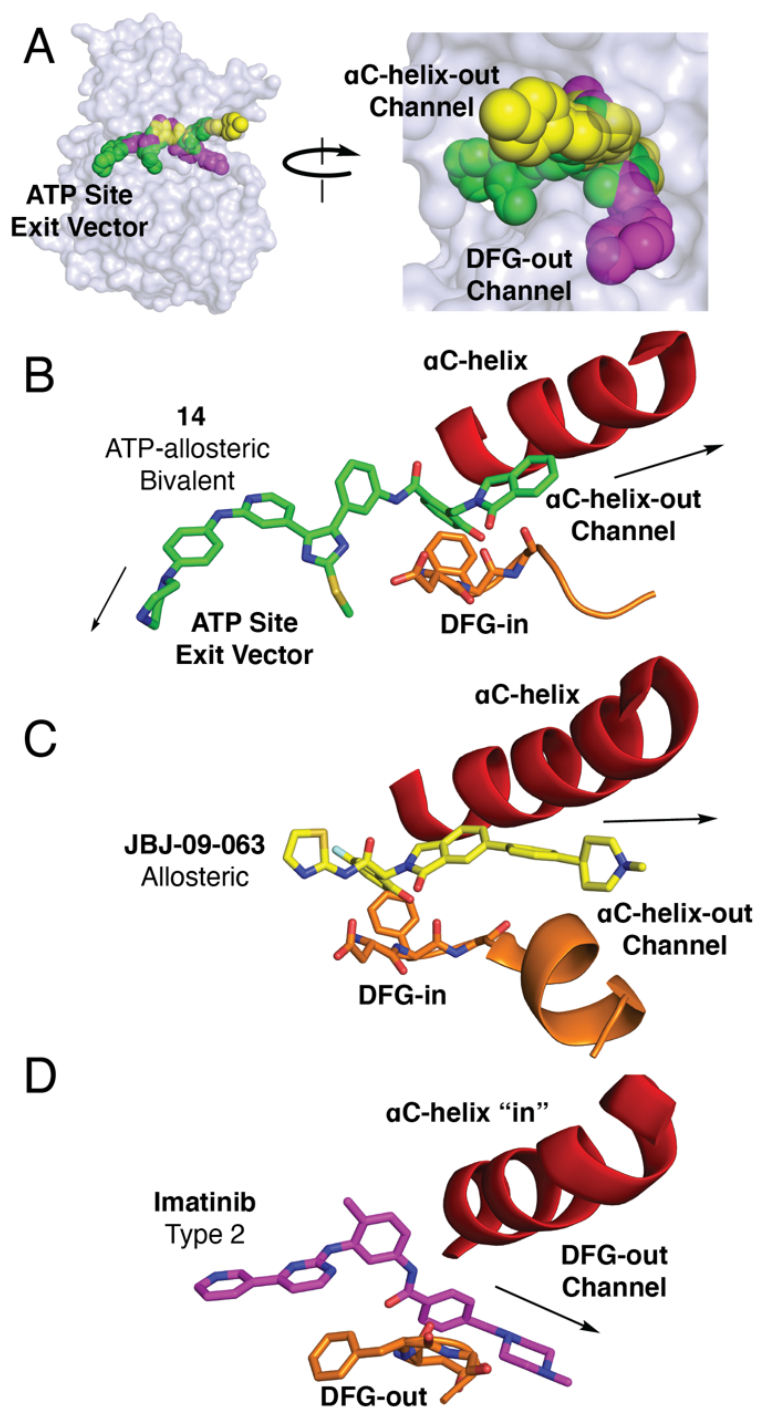 A
αC-helix-out
Channel
ATP Site
Exit Vector
DFG-out
Channel
B
αC-helix
14
ATP-allosteric
Bivalent
αC-helix-out
Channel
DFG-in
ATP Site
Exit Vector
C
αC-helix
JBJ-09-063
Allosteric
αC-helix-out
Channel
DFG-in
D
αC-helix “in”
Imatinib
Type 2
DFG-out
Channel
DFG-out